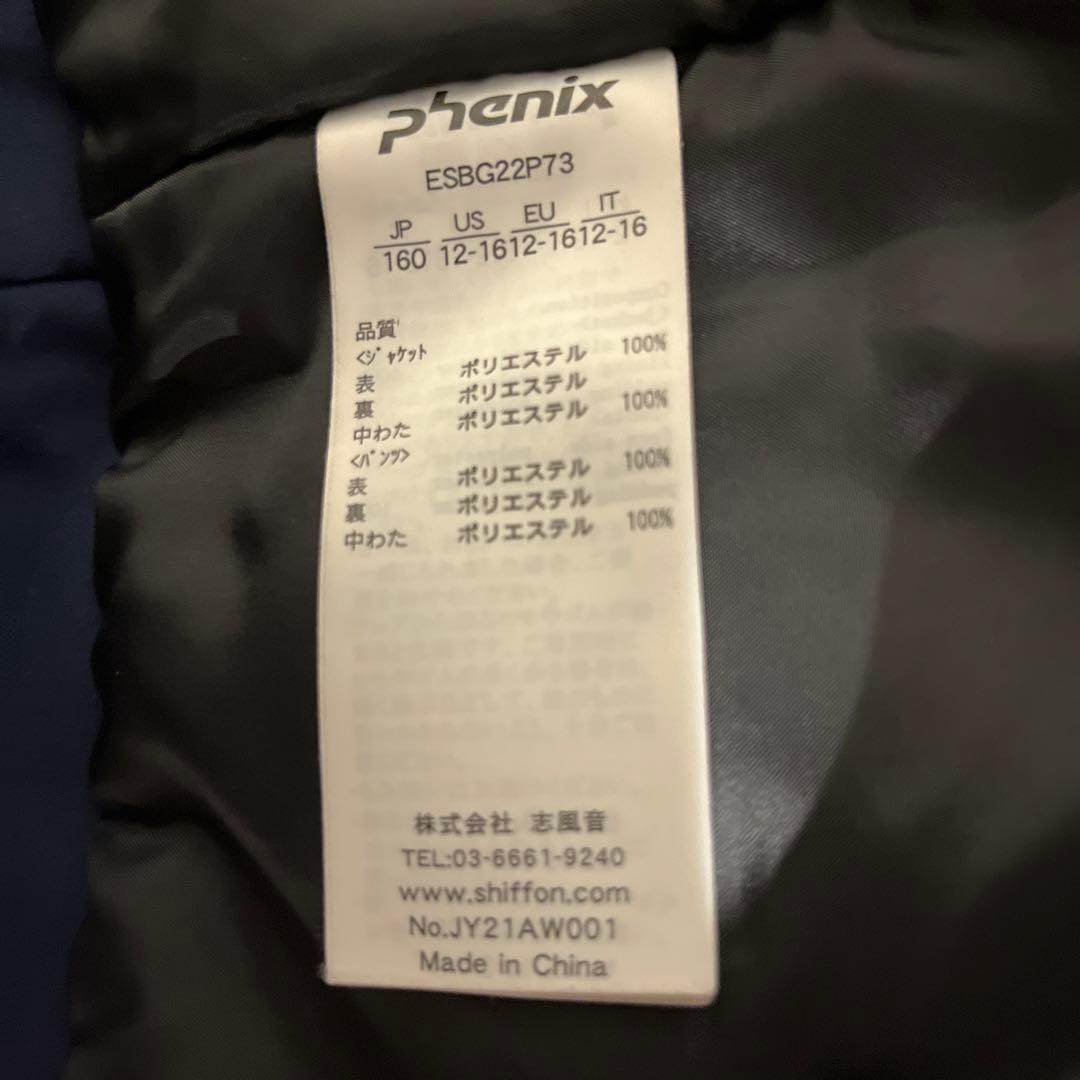 phenix
ESBG22P73
JP US EU IT
160 12-16 12-16 12-16
品質
<ｼﾞｬｹｯﾄ
表 ポリエステル 100%
裏 ポリエステル
中わた ポリエステル 100%
<ﾊﾟﾝﾂ>
表 ポリエステル 100%
裏 ポリエステル
中わた ポリエステル 100%
株式会社 志風音
TEL:03-6661-9240
www.shiffon.com
No.JY21AW001
Made in China